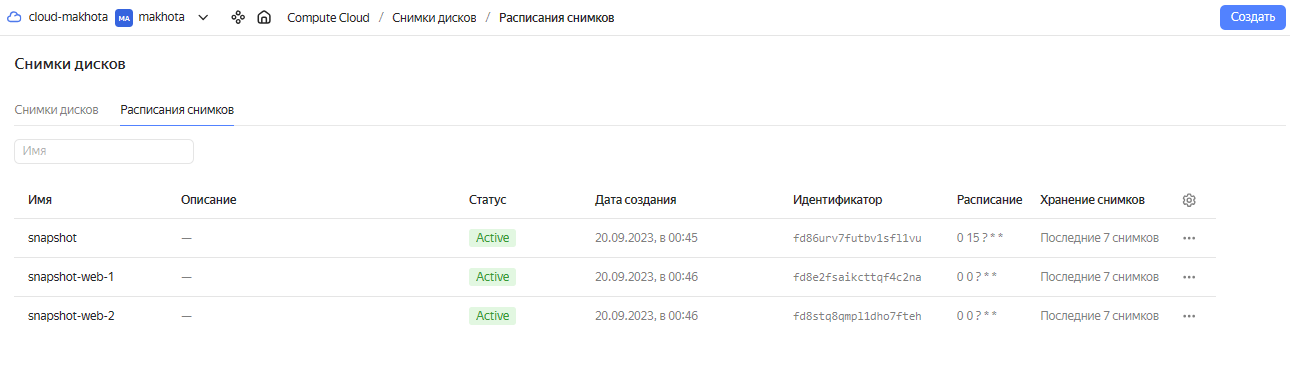 cloud-makhota MA makhota Compute Cloud / Снимки дисков / Расписания снимков Создать
Снимки дисков
Снимки дисков Расписания снимков
Имя
Имя Описание Статус Дата создания Идентификатор Расписание Хранение снимков
snapshot — Active 20.09.2023, в 00:45 fd86urv7futbv1sfl1vu 0 15 ? * * Последние 7 снимков
snapshot-web-1 — Active 20.09.2023, в 00:46 fd8e2fsaikcttqf4c2na 0 0 ? * * Последние 7 снимков
snapshot-web-2 — Active 20.09.2023, в 00:46 fd8stq8qmpl1dho7fteh 0 0 ? * * Последние 7 снимков